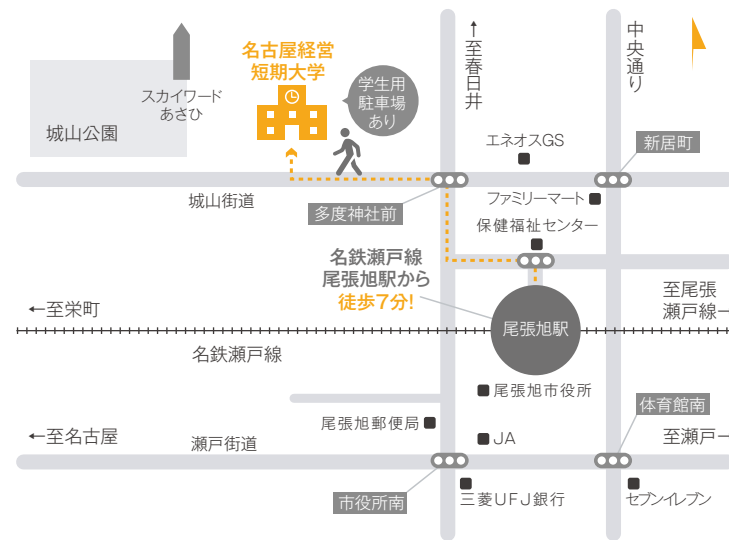 名古屋経営
短期大学
学生用
駐車場
あり
スカイワード
あさひ
城山公園
↑至春日井
中央通り
エネオスGS
新居町
城山街道
多度神社前
ファミリーマート
保健福祉センター
名鉄瀬戸線
尾張旭駅から
徒歩7分!
←至栄町
尾張旭駅
至尾張
瀬戸線
名鉄瀬戸線
尾張旭市役所
体育館南
尾張旭郵便局
←至名古屋
瀬戸街道
JA
至瀬戸
市役所南
三菱UFJ銀行
セブンイレブン